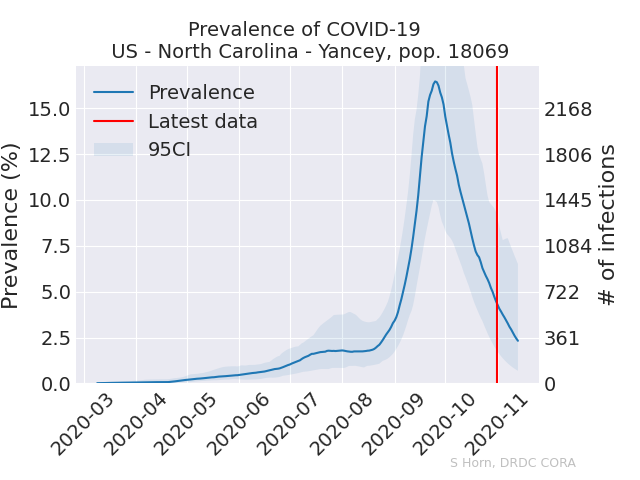 Prevalence of COVID-19
US - North Carolina - Yancey, pop. 18069
Prevalence
Latest data
95CI
Prevalence (%)
15.0
12.5
10.0
7.5
5.0
2.5
0.0
2168
1806
1445
1084
722
361
0
# of infections
2020-03
2020-04
2020-05
2020-06
2020-07
2020-08
2020-09
2020-10
2020-11
S Horn, DRDC CORA